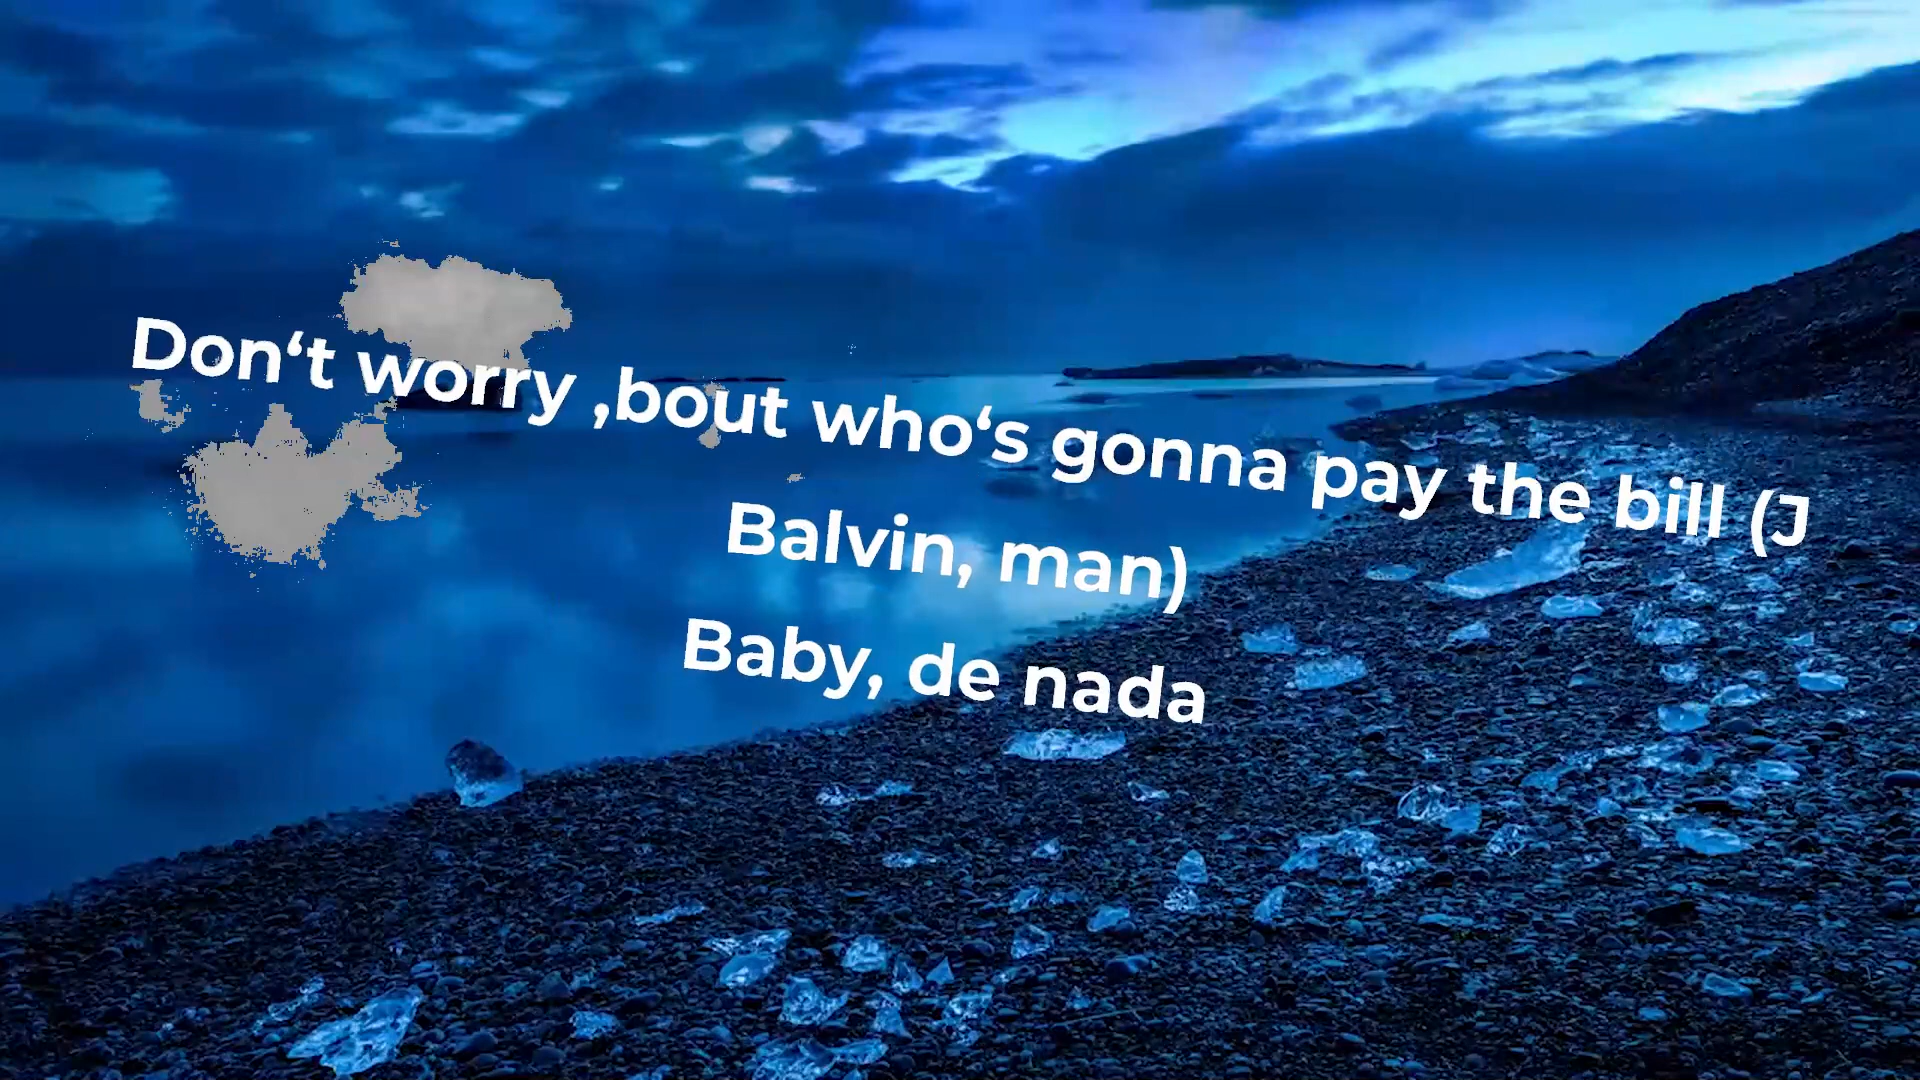 Don‘t worry ‚bout who‘s gonna pay the bill (J
Balvin, man)
Baby, de nada